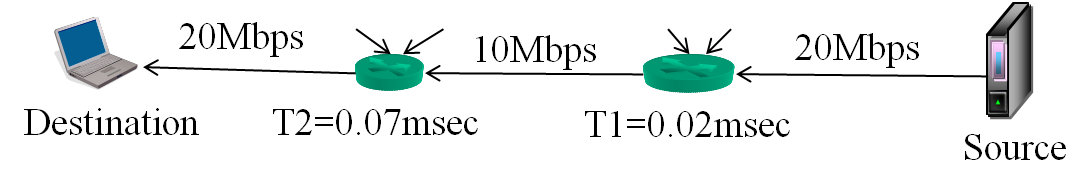 20Mbps
10Mbps
20Mbps
Destination
T2=0.07msec
T1=0.02msec
Source